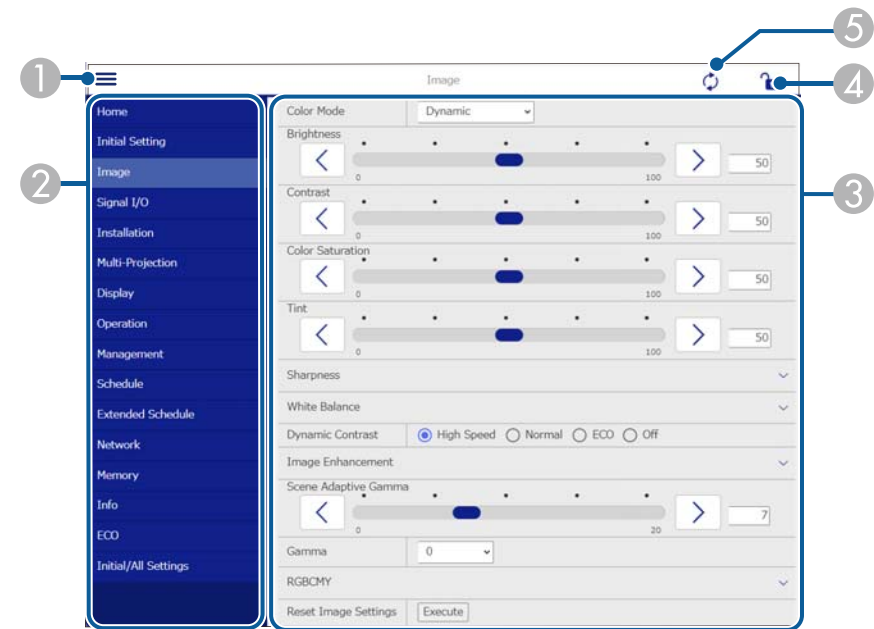 5
1
Image
4
2
Home
Initial Setting
Image
Signal I/O
Installation
Multi-Projection
Display
Operation
Management
Schedule
Extended Schedule
Network
Memory
Info
ECO
Initial/All Settings
3
Color Mode Dynamic
Brightness
0 100 50
Contrast
0 100 50
Color Saturation
0 100 50
Tint
0 100 50
Sharpness
White Balance
Dynamic Contrast High Speed Normal ECO Off
Image Enhancement
Scene Adaptive Gamma
0 20 7
Gamma 0
RGBCMY
Reset Image Settings Execute